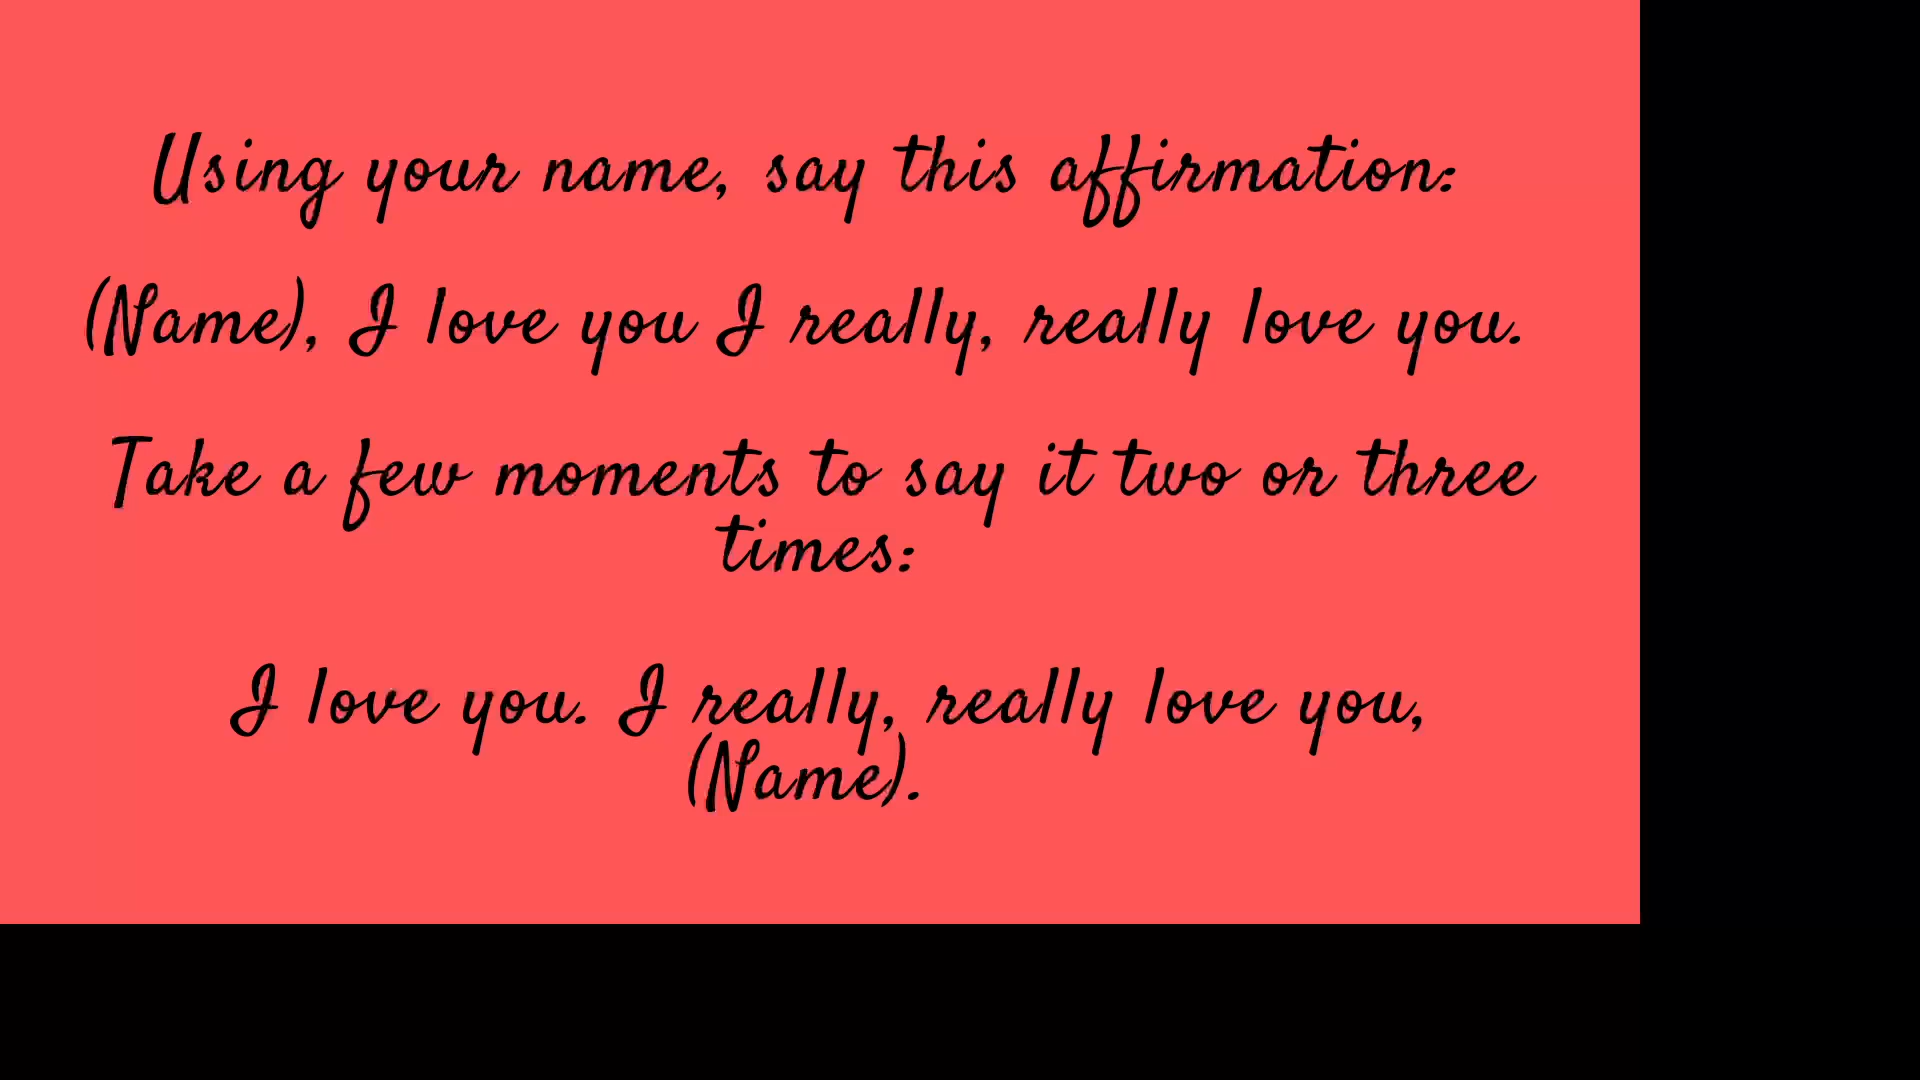 Using your name, say this affirmation:
(Name), I love you I really, really love you.
Take a few moments to say it two or three
times:
I love you. I really, really love you,
(Name).